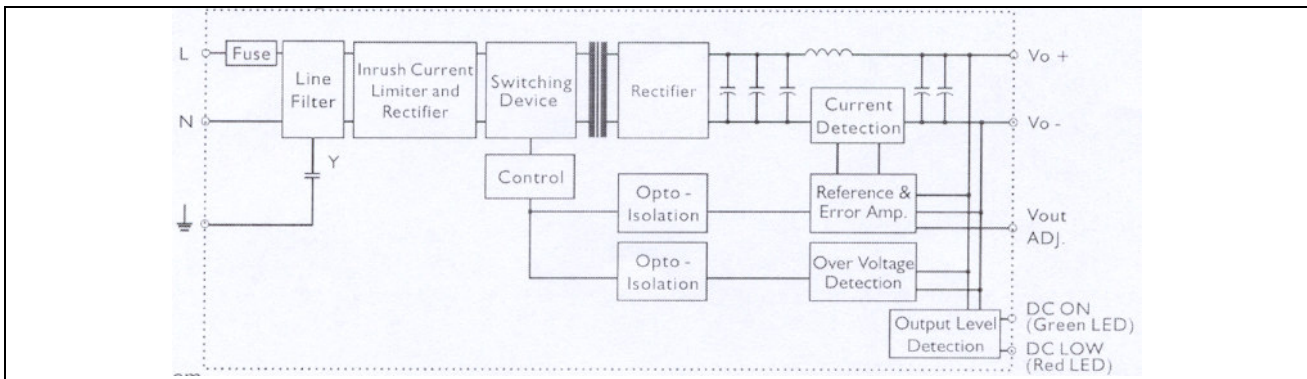 L
Fuse
Line
Filter
Inrush Current
Limiter and
Rectifier
Switching
Device
Rectifier
Current
Detection
Vo +
N
Vo -
Y
Control
Opto -
Isolation
Reference &
Error Amp.
Vout
ADJ.
Opto -
Isolation
Over Voltage
Detection
Output Level
Detection
DC ON
(Green LED)
DC LOW
(Red LED)